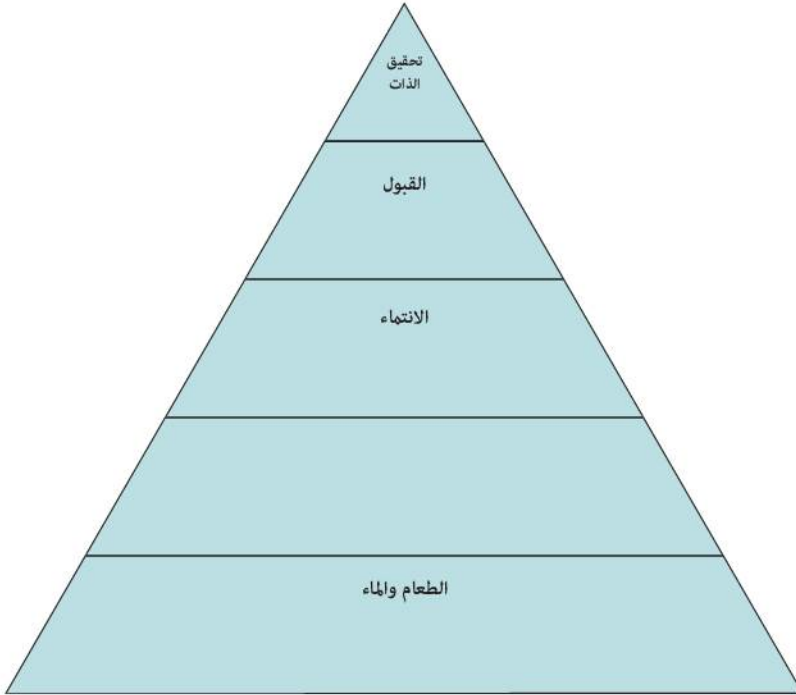 تحقيق
الذات
القبول
الانتماء
الطعام والماء